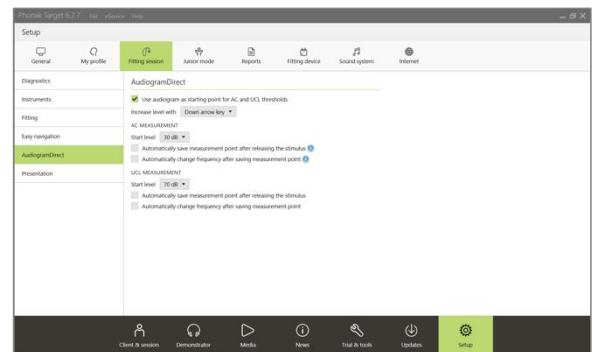 Phonak Target 6.2.7 File eService Help
Setup
General My profile Fitting session Junior mode Reports Fitting device Sound system Internet
Diagnostics
Instruments
Fitting
Easy navigation
AudiogramDirect
Presentation
AudiogramDirect
Use audiogram as starting point for AC and UCL thresholds
Increase level with Down arrow key
AC MEASUREMENT
Start level 30 dB
Automatically save measurement point after releasing the stimulus
Automatically change frequency after saving measurement point
UCL MEASUREMENT
Start level 70 dB
Automatically save measurement point after releasing the stimulus
Automatically change frequency after saving measurement point
Client & session Demonstrator Media News Trial & tools Updates Setup